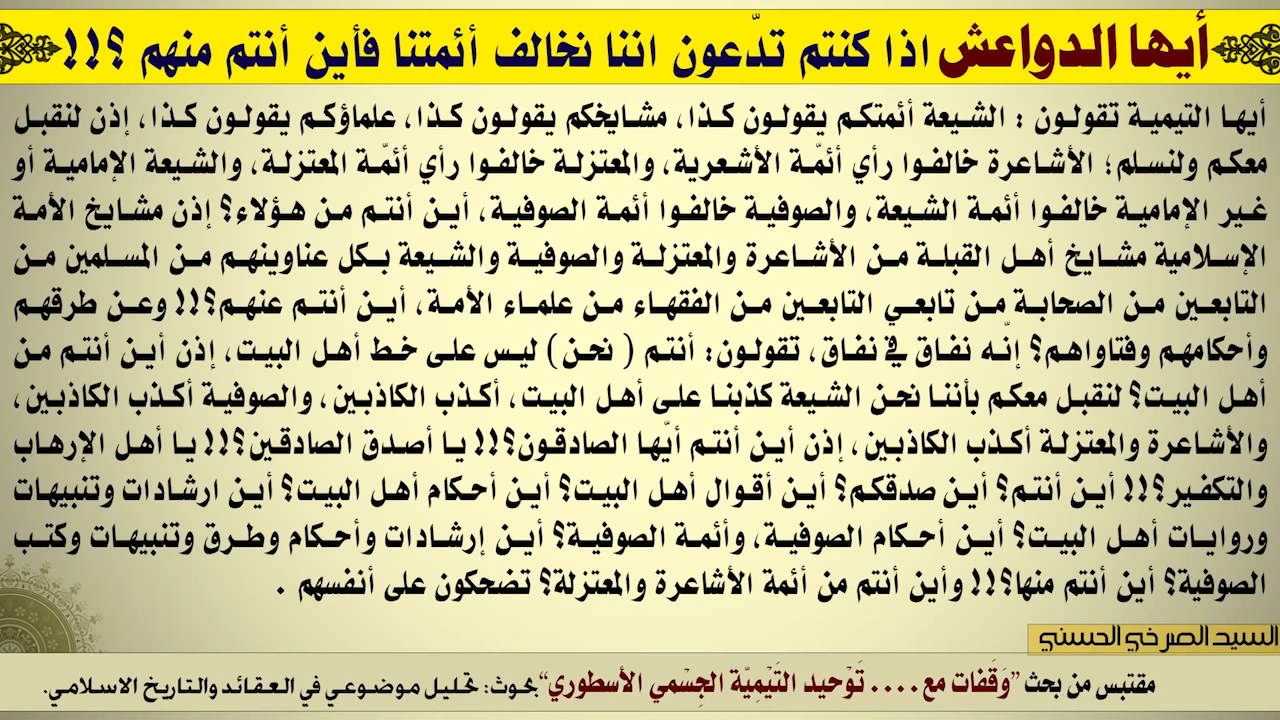 أيها الدواعش اذا كنتم تدّعون اننا نخالف أئمتنا فأين أنتم منهم ؟!!
أيها التيمية تقولون : الشيعة أئمتكم يقولون كذا، مشايخكم يقولون كذا، علماؤكم يقولون كذا، إذن لنقبل
معكم ولنسلم؛ الأشاعرة خالفوا رأي أئمّة الأشعرية، والمعتزلة خالفوا رأي أئمّة المعتزلة، والشيعة الإمامية أو
غير الإمامية خالفوا أئمة الشيعة، والصوفية خالفوا أئمة الصوفية، أين أنتم من هؤلاء؟ إذن مشايخ الأمة
الإسلامية مشايخ أهل القبلة من الأشاعرة والمعتزلة والصوفية والشيعة بكل عناوينهم من المسلمين من
التابعين من الصحابة من تابعي التابعين من الفقهاء من علماء الأمة، أين أنتم عنهم؟!! وعن طرقهم
وأحكامهم وفتاواهم؟ إنّه نفاق في نفاق، تقولون: أنتم ( نحن) ليس على خط أهل البيت، إذن أين أنتم من
أهل البيت؟ لنقبل معكم بأننا نحن الشيعة كذبنا على أهل البيت، أكذب الكاذبين، والصوفية أكذب الكاذبين،
والأشاعرة والمعتزلة أكذب الكاذبين، إذن أين أنتم أيّها الصادقون؟!! يا أصدق الصادقين؟!! يا أهل الإرهاب
والتكفير؟!! أين أنتم؟ أين صدقكم؟ أين أقوال أهل البيت؟ أين أحكام أهل البيت؟ أين ارشادات وتنبيهات
وروايات أهل البيت؟ أين أحكام الصوفية، وأئمة الصوفية؟ أين إرشادات وأحكام وطرق وتنبيهات وكتب
الصوفية؟ أين أنتم منها؟!! وأين أنتم من أئمة الأشاعرة والمعتزلة؟ تضحكون على أنفسهم .
السيد الصرخي الحسني
مقتبس من بحث "وَقَفات مع.... تَوْحيد التَيْمِيّة الجِسْمي الأسطوري" بحوث: تحليل موضوعي في العقائد والتاريخ الاسلامي.